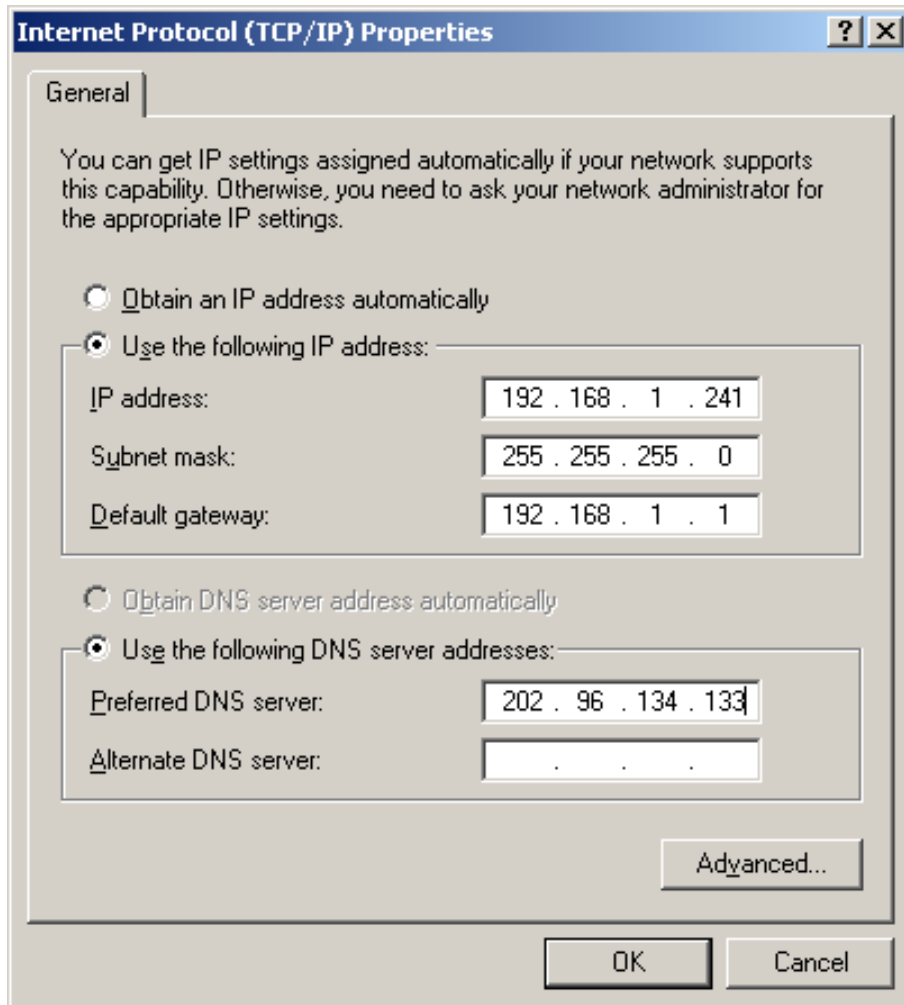 Internet Protocol (TCP/IP) Properties
General
You can get IP settings assigned automatically if your network supports
this capability. Otherwise, you need to ask your network administrator for
the appropriate IP settings.
Obtain an IP address automatically
Use the following IP address:
IP address: 192 . 168 . 1 . 241
Subnet mask: 255 . 255 . 255 . 0
Default gateway: 192 . 168 . 1 . 1
Obtain DNS server address automatically
Use the following DNS server addresses:
Preferred DNS server: 202 . 96 . 134 . 133
Alternate DNS server: . . .
Advanced...
OK Cancel